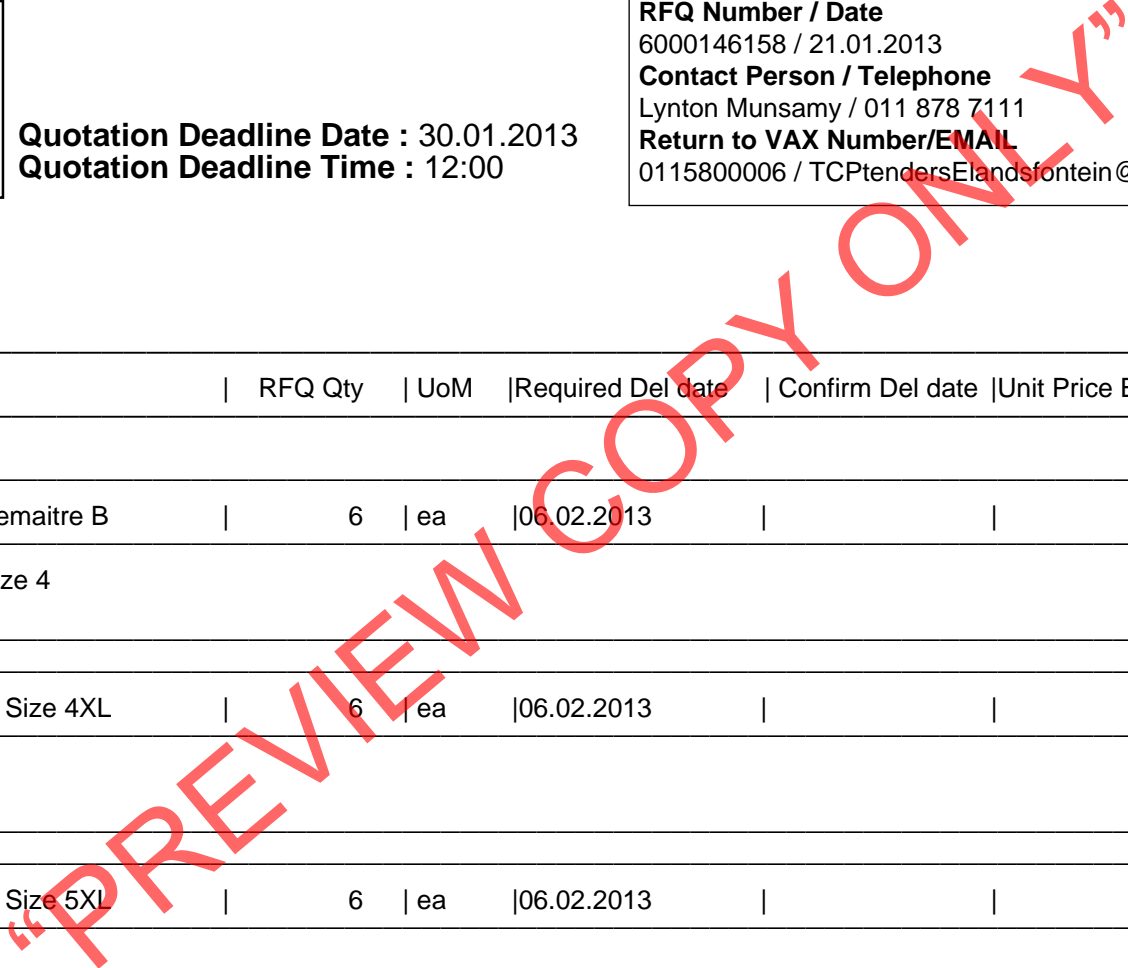 RFQ Number / Date
6000146158 / 21.01.2013
Contact Person / Telephone
Lynton Munsamy / 011 878 7111
Return to VAX Number/EMAIL
0115800006 / TCPtendersElandsfontein@
Quotation Deadline Date : 30.01.2013
Quotation Deadline Time : 12:00
| RFQ Qty | UoM |Required Del date | Confirm Del date |Unit Price E
emaitre B | 6 | ea |06.02.2013 | |
ze 4
Size 4XL | 6 | ea |06.02.2013 | |
Size 5XL | 6 | ea |06.02.2013 | |
“PREVIEW COPY ONLY”